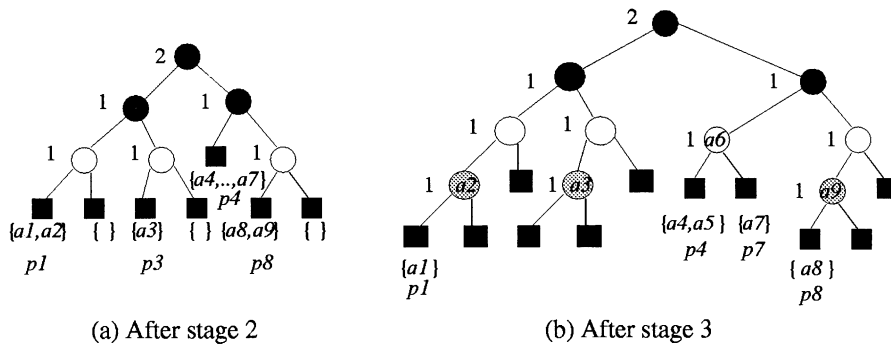 2
2
1
1
1
1
1
1
1
1
1
1
1
a6
1
{a4,..,a7}
p4
1
a2
1
a3
1
a9
{a1,a2}
{ }
{a3}
{ }
{a8,a9}
{ }
{a4,a5}
{a7}
p1
p3
p8
p4
p7
{a1}
p1
{a8}
p8
(a) After stage 2
(b) After stage 3